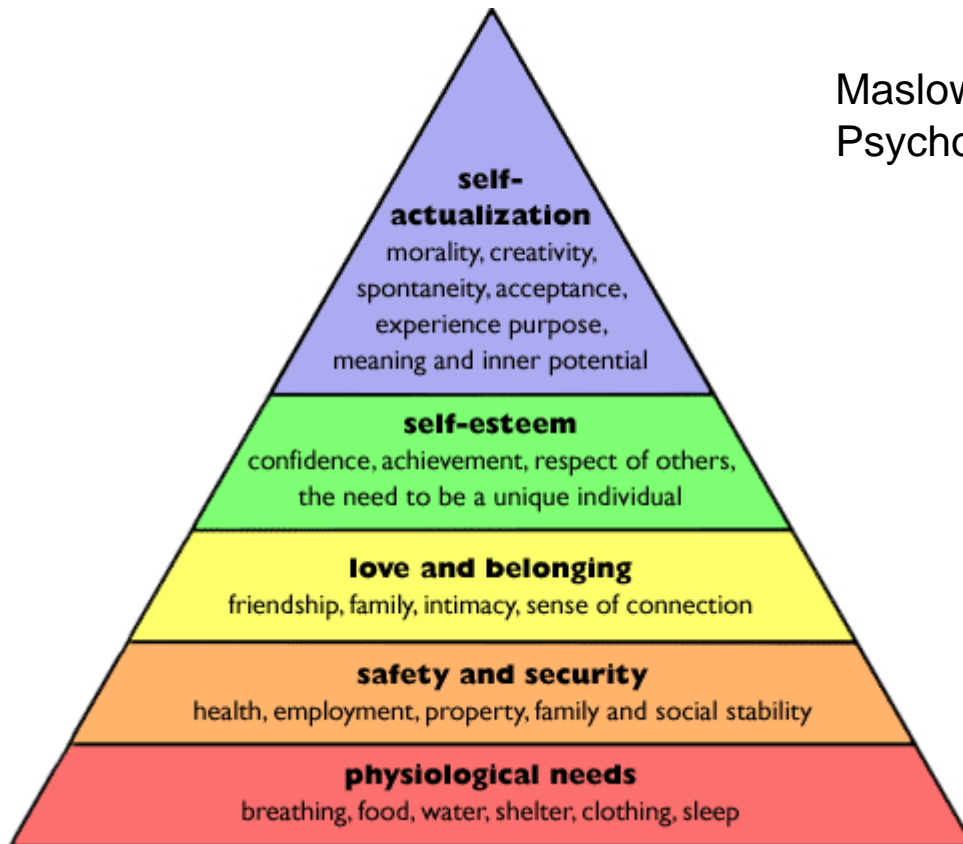 Maslow
Psycho
self-
actualization
morality, creativity,
spontaneity, acceptance,
experience purpose,
meaning and inner potential
self-esteem
confidence, achievement, respect of others,
the need to be a unique individual
love and belonging
friendship, family, intimacy, sense of connection
safety and security
health, employment, property, family and social stability
physiological needs
breathing, food, water, shelter, clothing, sleep